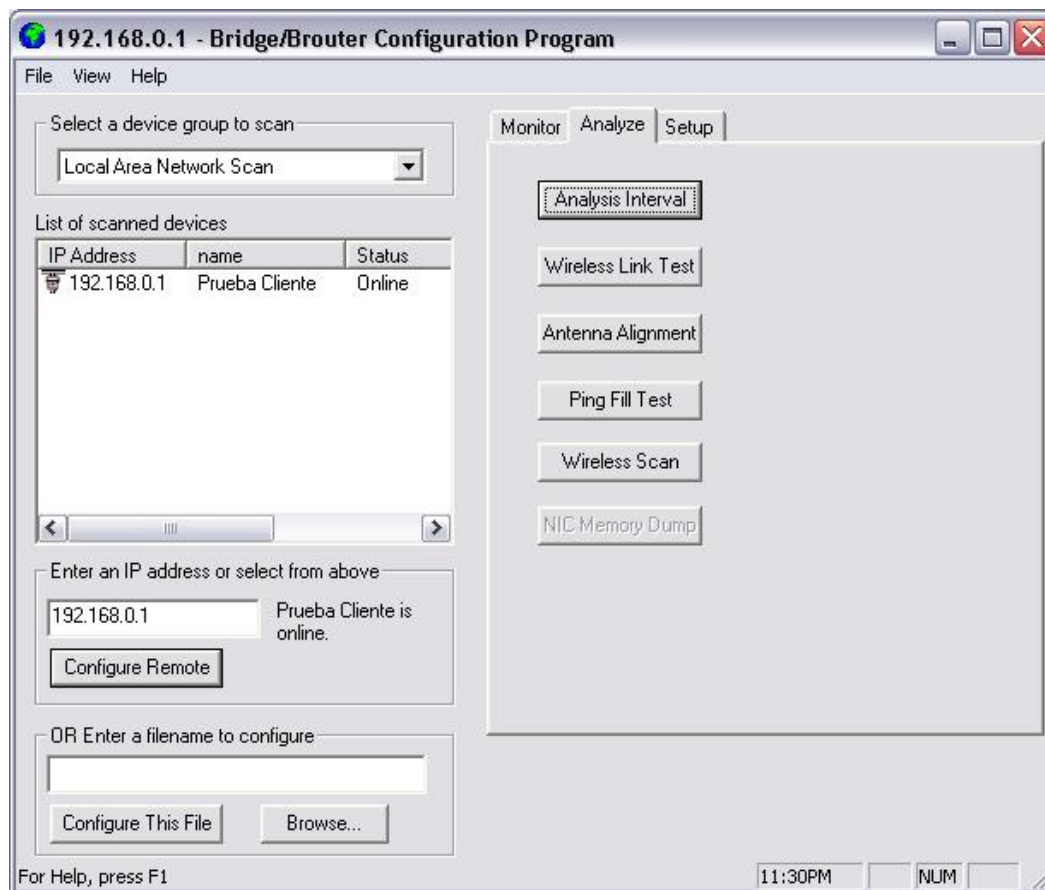 192.168.0.1 - Bridge/Brouter Configuration Program
File View Help
Select a device group to scan
Local Area Network Scan
List of scanned devices
IP Address name Status
192.168.0.1 Prueba Cliente Online
Enter an IP address or select from above
192.168.0.1
Prueba Cliente is
online.
Configure Remote
OR Enter a filename to configure
Configure This File Browse...
Monitor Analyze Setup
Analysis Interval
Wireless Link Test
Antenna Alignment
Ping Fill Test
Wireless Scan
NIC Memory Dump
For Help, press F1 11:30PM NUM